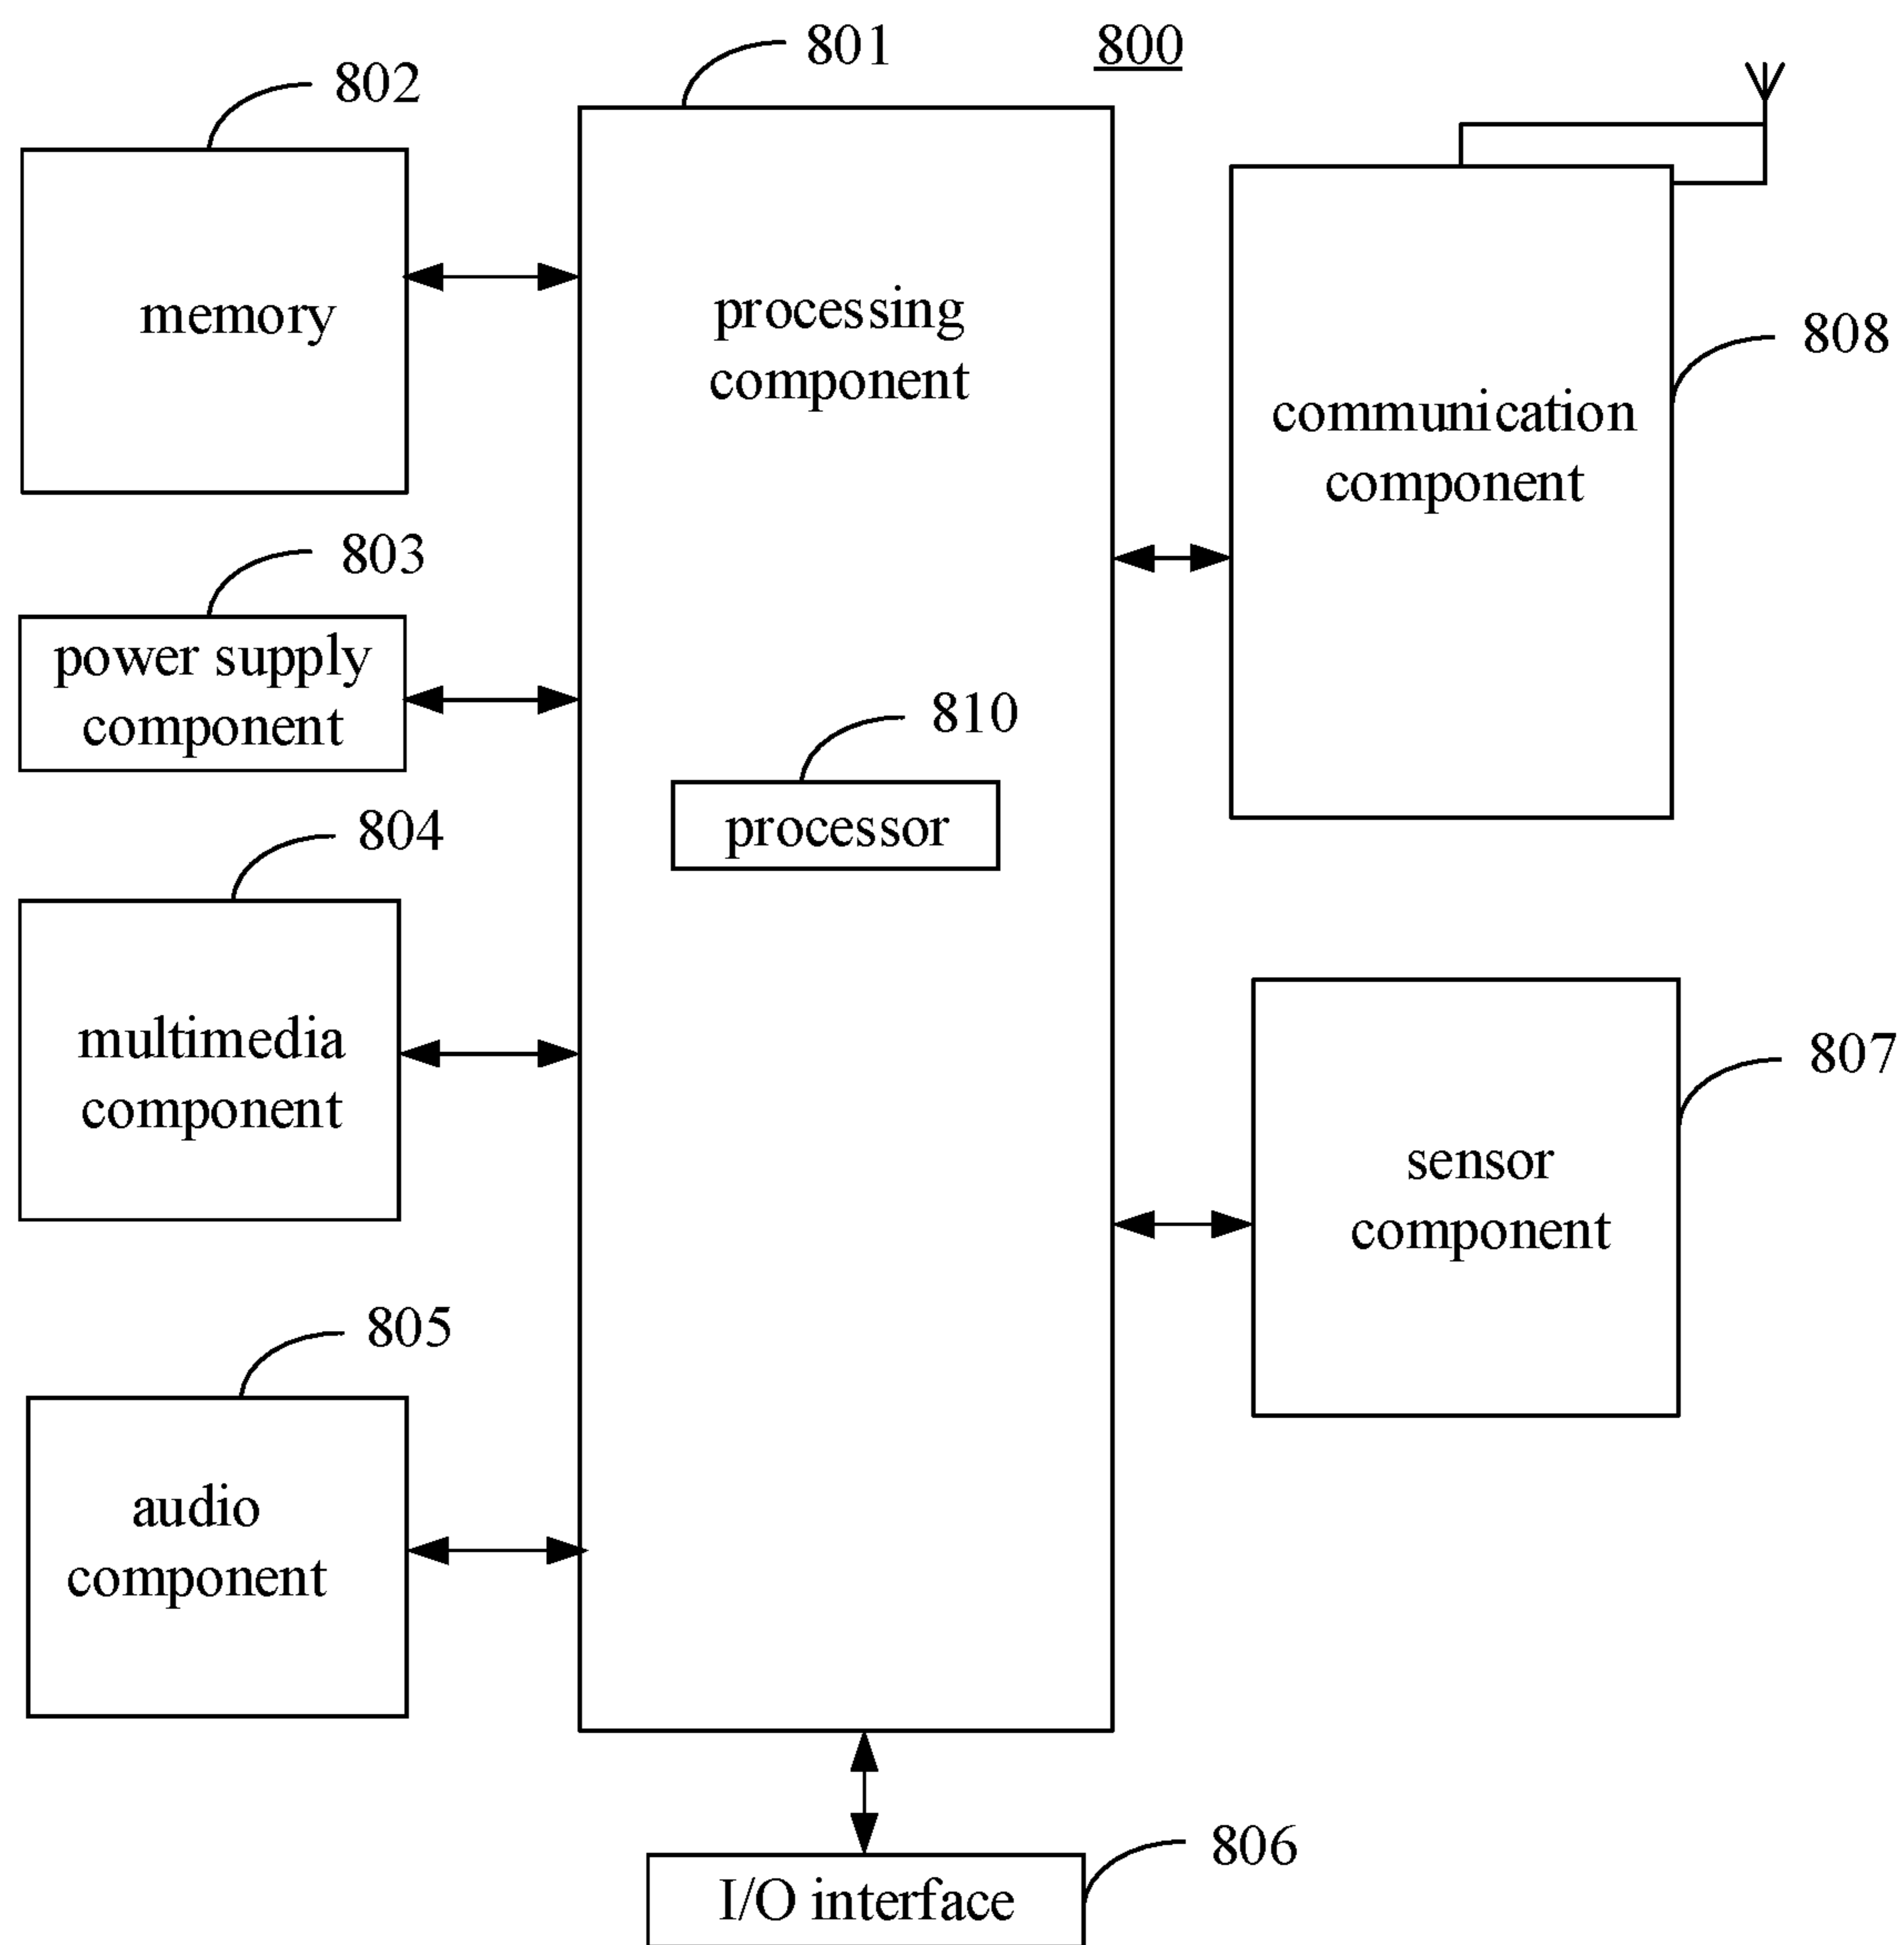 801
800
802
memory
processing
component
808
communication
component
803
power supply
component
810
processor
804
multimedia
component
807
sensor
component
805
audio
component
806
I/O interface